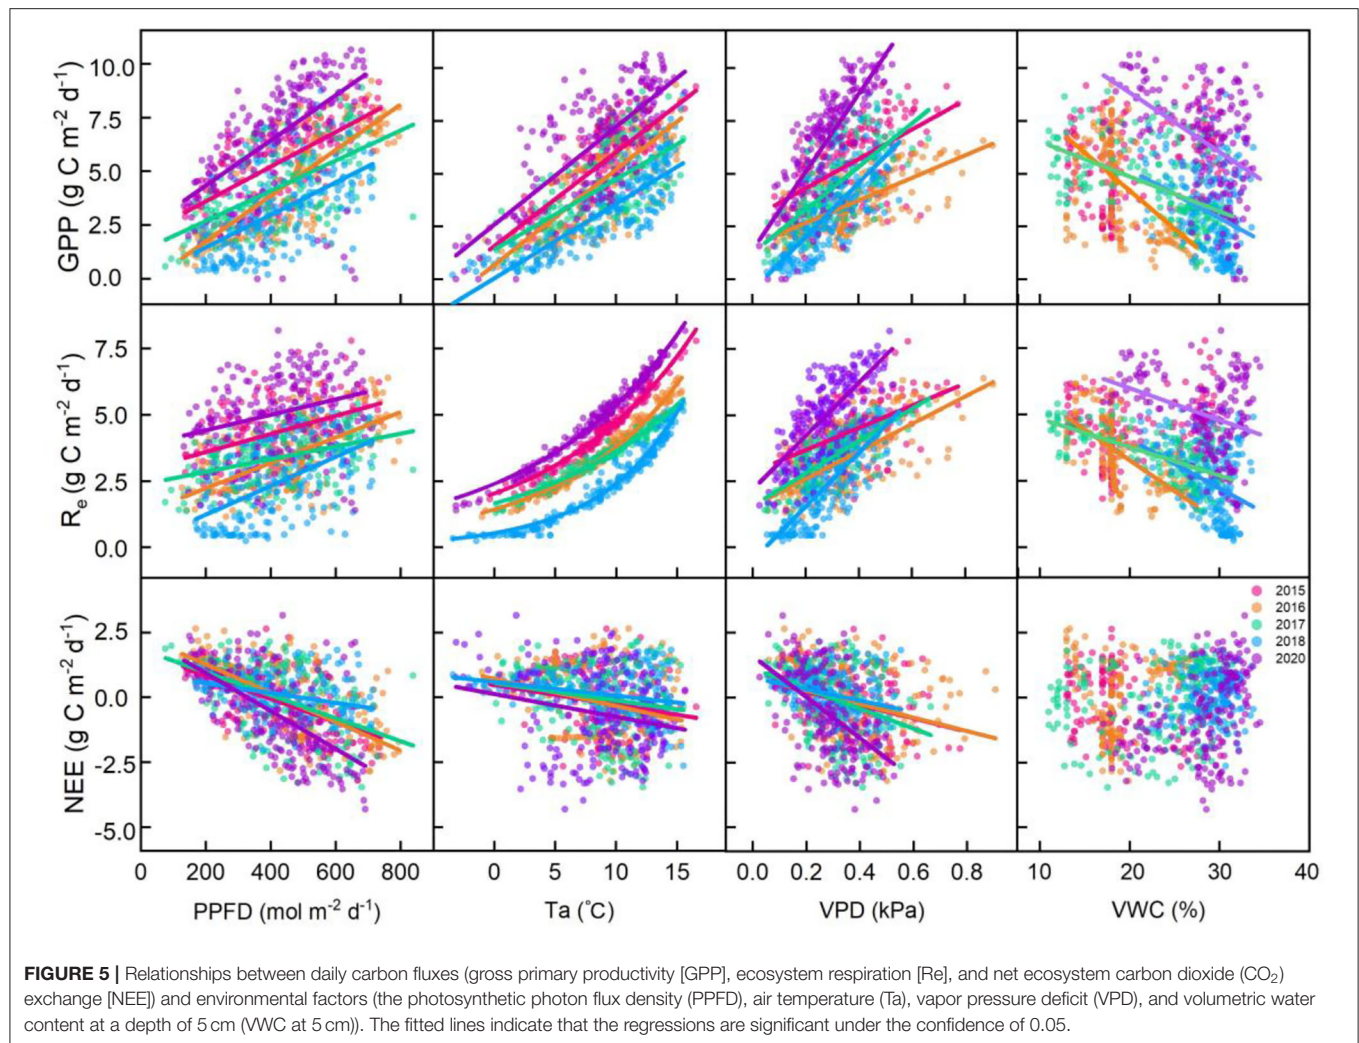 10.0
7.5
5.0
2.5
0.0
GPP (g C m⁻² d⁻¹)
7.5
5.0
2.5
0.0
Re (g C m⁻² d⁻¹)
2.5
0.0
-2.5
-5.0
NEE (g C m⁻² d⁻¹)
2015
2016
2017
2018
2020
0 200 400 600 800
0 5 10 15
0.0 0.2 0.4 0.6 0.8
10 20 30 40
PPFD (mol m⁻² d⁻¹)
Ta (°C)
VPD (kPa)
VWC (%)
FIGURE 5 | Relationships between daily carbon fluxes (gross primary productivity [GPP], ecosystem respiration [Re], and net ecosystem carbon dioxide (CO₂)
exchange [NEE]) and environmental factors (the photosynthetic photon flux density (PPFD), air temperature (Ta), vapor pressure deficit (VPD), and volumetric water
content at a depth of 5 cm (VWC at 5 cm)). The fitted lines indicate that the regressions are significant under the confidence of 0.05.